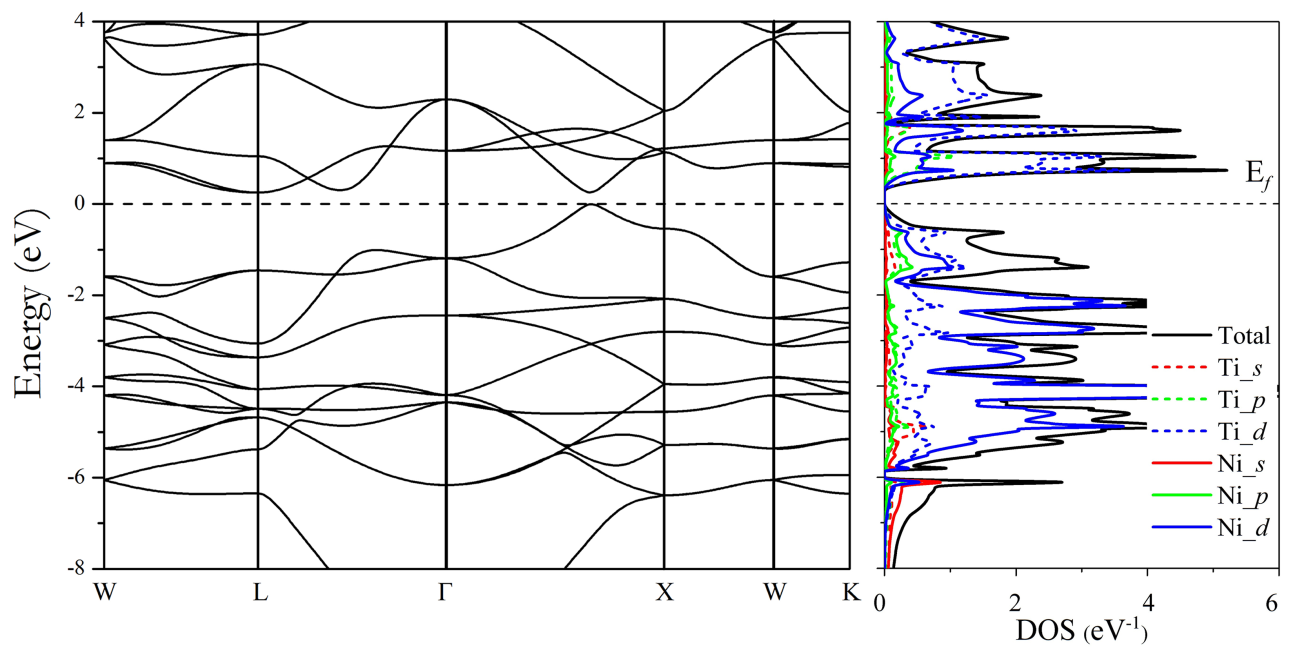 4
2
0
-2
-4
-6
-8
Energy (eV)
W
L
Γ
X
W
K
E_f
Total
Ti_s
Ti_p
Ti_d
Ni_s
Ni_p
Ni_d
0
2
4
6
DOS (eV⁻¹)